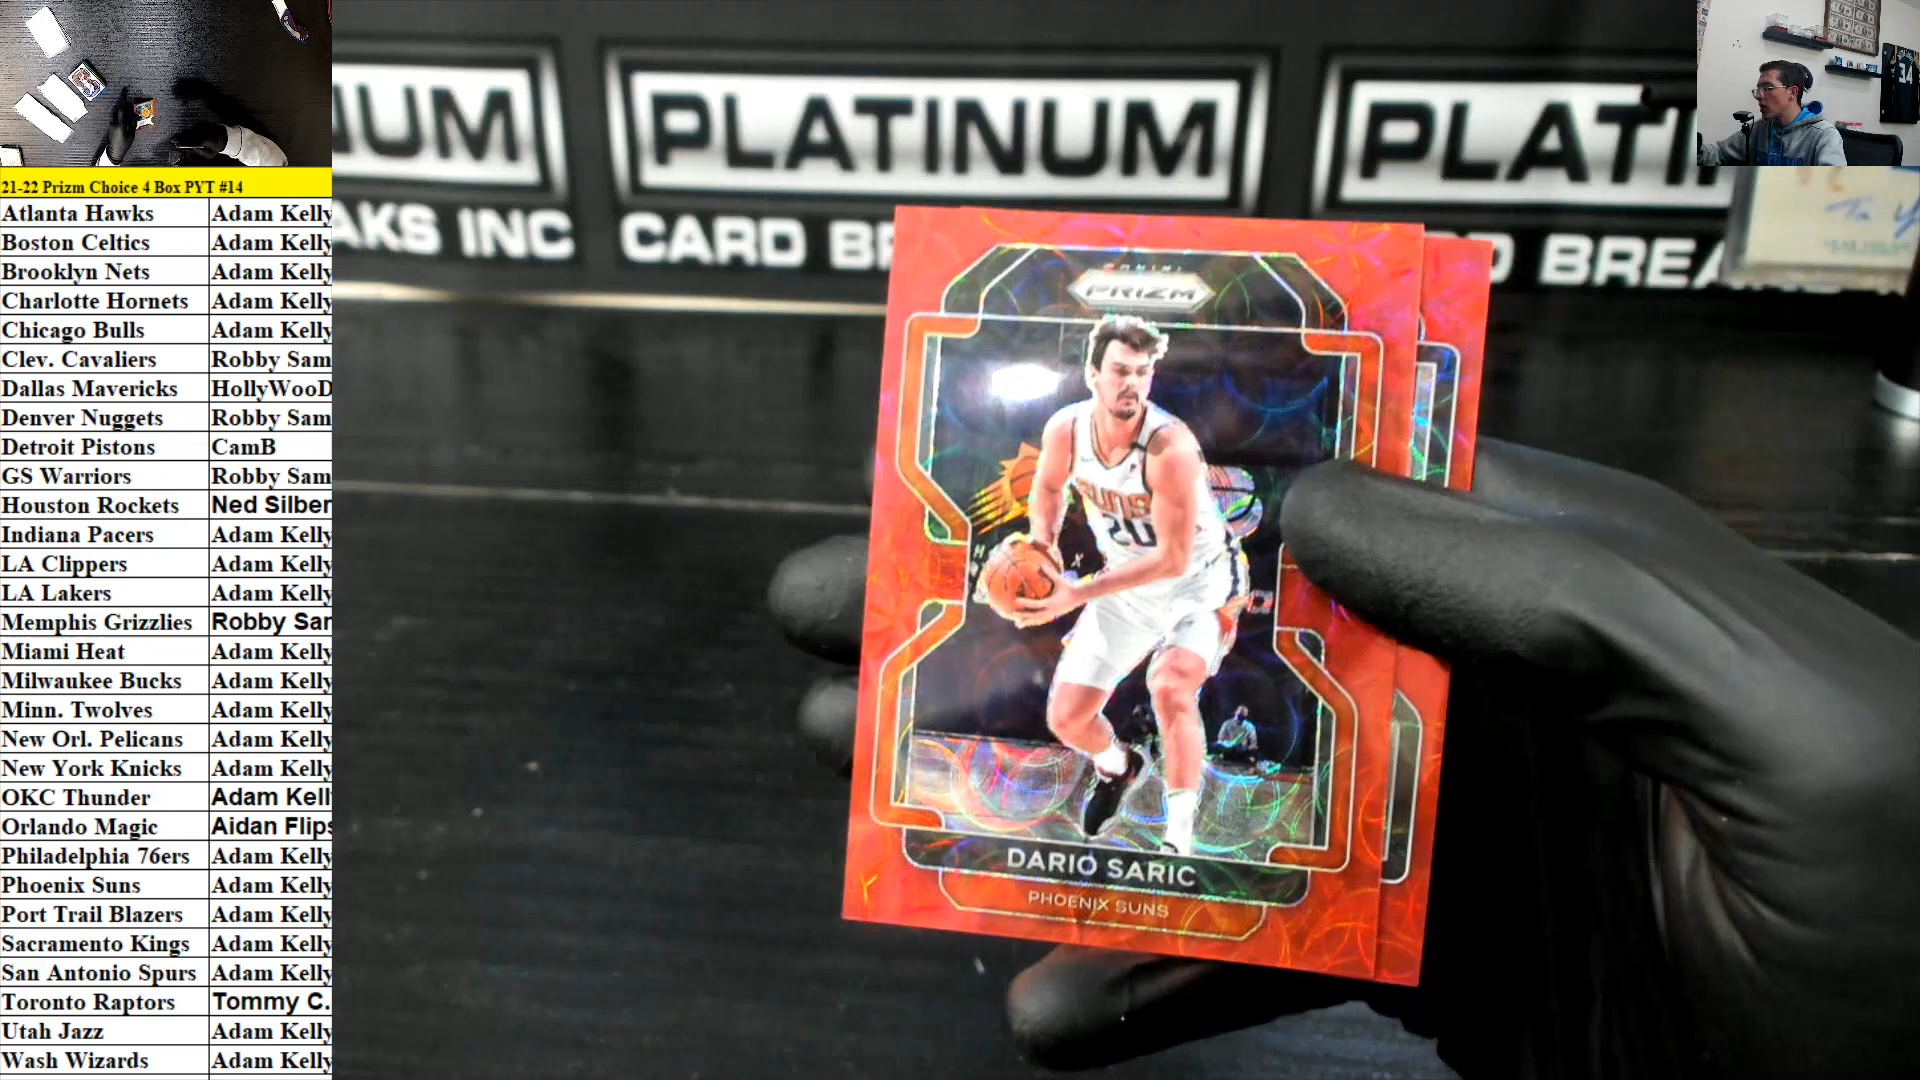 NUM PLATINUM PLATI
AKS INC CARD BR D BREA
34
21-22 Prizm Choice 4 Box PYT #14
Atlanta Hawks Adam Kelly
Boston Celtics Adam Kelly
Brooklyn Nets Adam Kelly
Charlotte Hornets Adam Kelly
Chicago Bulls Adam Kelly
Clev. Cavaliers Robby Sam
Dallas Mavericks HollyWooD
Denver Nuggets Robby Sam
Detroit Pistons CamB
GS Warriors Robby Sam
Houston Rockets Ned Silber
Indiana Pacers Adam Kelly
LA Clippers Adam Kelly
LA Lakers Adam Kelly
Memphis Grizzlies Robby Sar
Miami Heat Adam Kelly
Milwaukee Bucks Adam Kelly
Minn. Twolves Adam Kelly
New Orl. Pelicans Adam Kelly
New York Knicks Adam Kelly
OKC Thunder Adam Kell
Orlando Magic Aidan Flips
Philadelphia 76ers Adam Kelly
Phoenix Suns Adam Kelly
Port Trail Blazers Adam Kelly
Sacramento Kings Adam Kelly
San Antonio Spurs Adam Kelly
Toronto Raptors Tommy C.
Utah Jazz Adam Kelly
Wash Wizards Adam Kelly
PANINI
PRIZM
SUNS
20
DARIO SARIC
PHOENIX SUNS